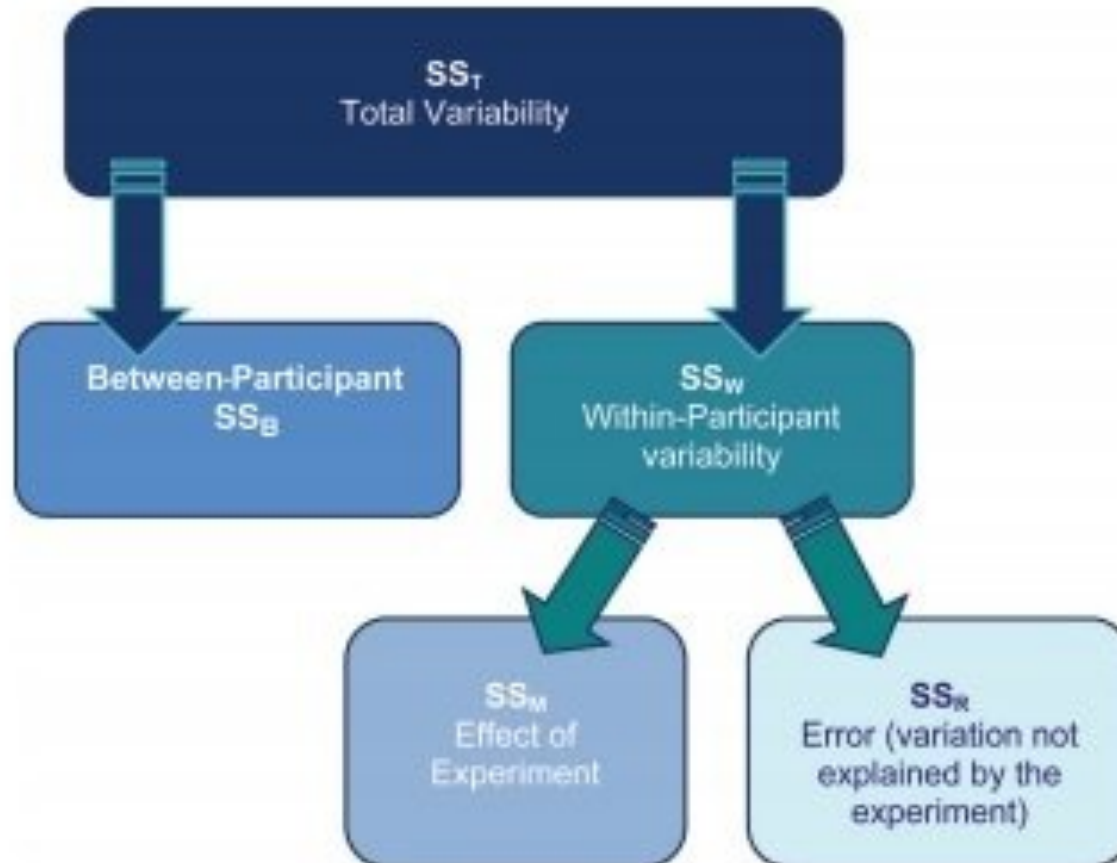 SS_T
Total Variability
Between-Participant
SS_B
SS_W
Within-Participant
variability
SS_M
Effect of
Experiment
SS_R
Error (variation not
explained by the
experiment)